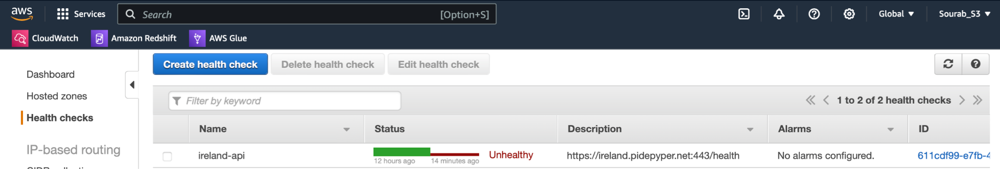 aws Services Search [Option+S] Global Sourab_S3
CloudWatch Amazon Redshift AWS Glue
Dashboard
Hosted zones
Health checks
IP-based routing
Create health check Delete health check Edit health check
Filter by keyword 1 to 2 of 2 health checks
Name Status Description Alarms ID
ireland-api 12 hours ago 14 minutes ago Unhealthy https://ireland.pidepyper.net:443/health No alarms configured. 611cdf99-e7fb-4